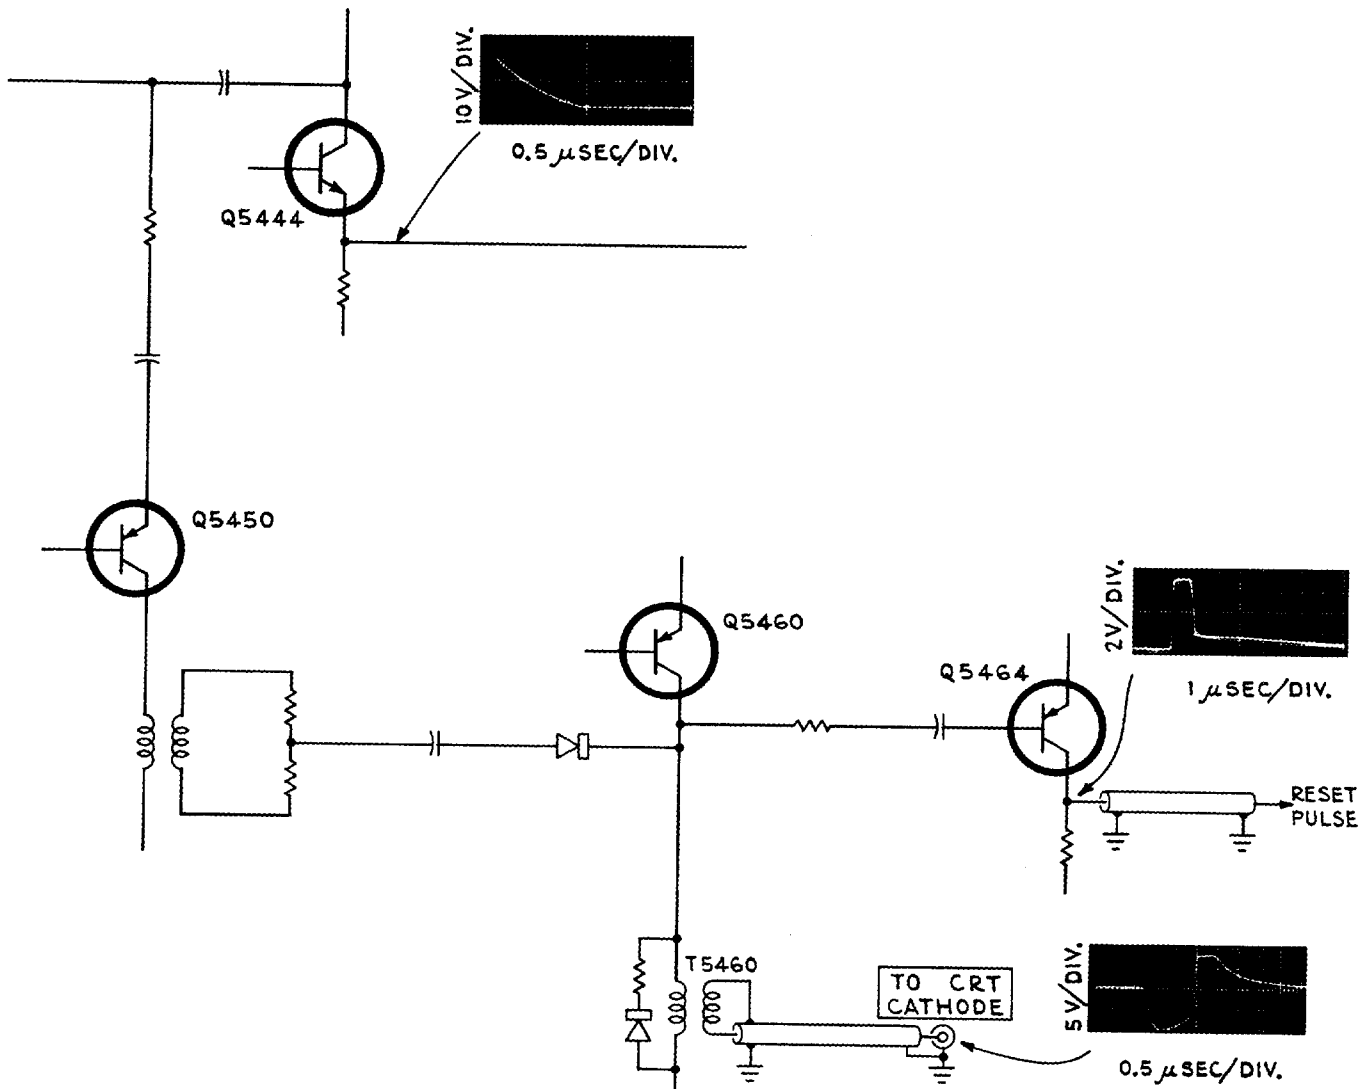 10V/DIV.
0.5 µSEC/DIV.
Q5444
Q5450
Q5460
2V/DIV.
Q5464
1 µSEC/DIV.
RESET
PULSE
T5460
TO CRT
CATHODE
5 V/DIV.
0.5 µSEC/DIV.